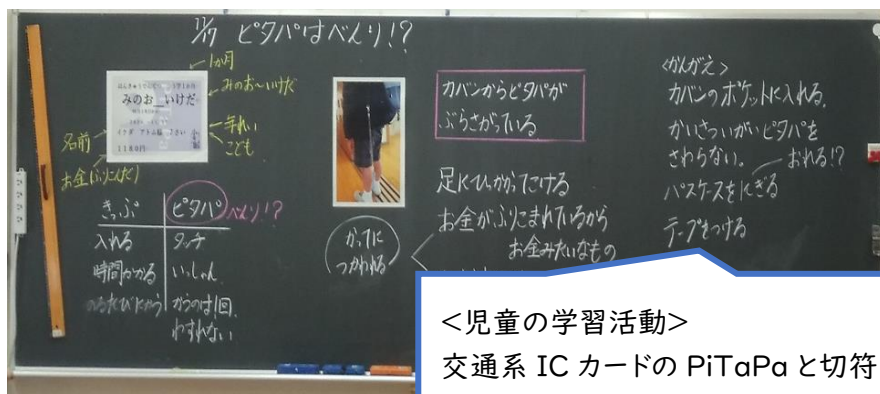 11/17 ピタパはべんり!?
1か月
みのお〜いけだ
みのお いけだ
年れい
こども
名前
お金(ふりこんだ)
1180円
きっぷ ピタパ べんり!?
入れる タッチ
時間かかる いっしゅん
のるたびにかう かうのは1回
わすれない
カバンからピタパが
ぶらさがっている
足にひっかってこける
お金がふりこまれているから
お金みたいなもの
かってに
つかわれる
<かんがえ>
カバンのポケットに入れる。
かいさついがいピタパを
さわらない。
おれる!?
パスケースをにぎる
テープをつける
<児童の学習活動>
交通系 IC カードの PiTaPa と切符